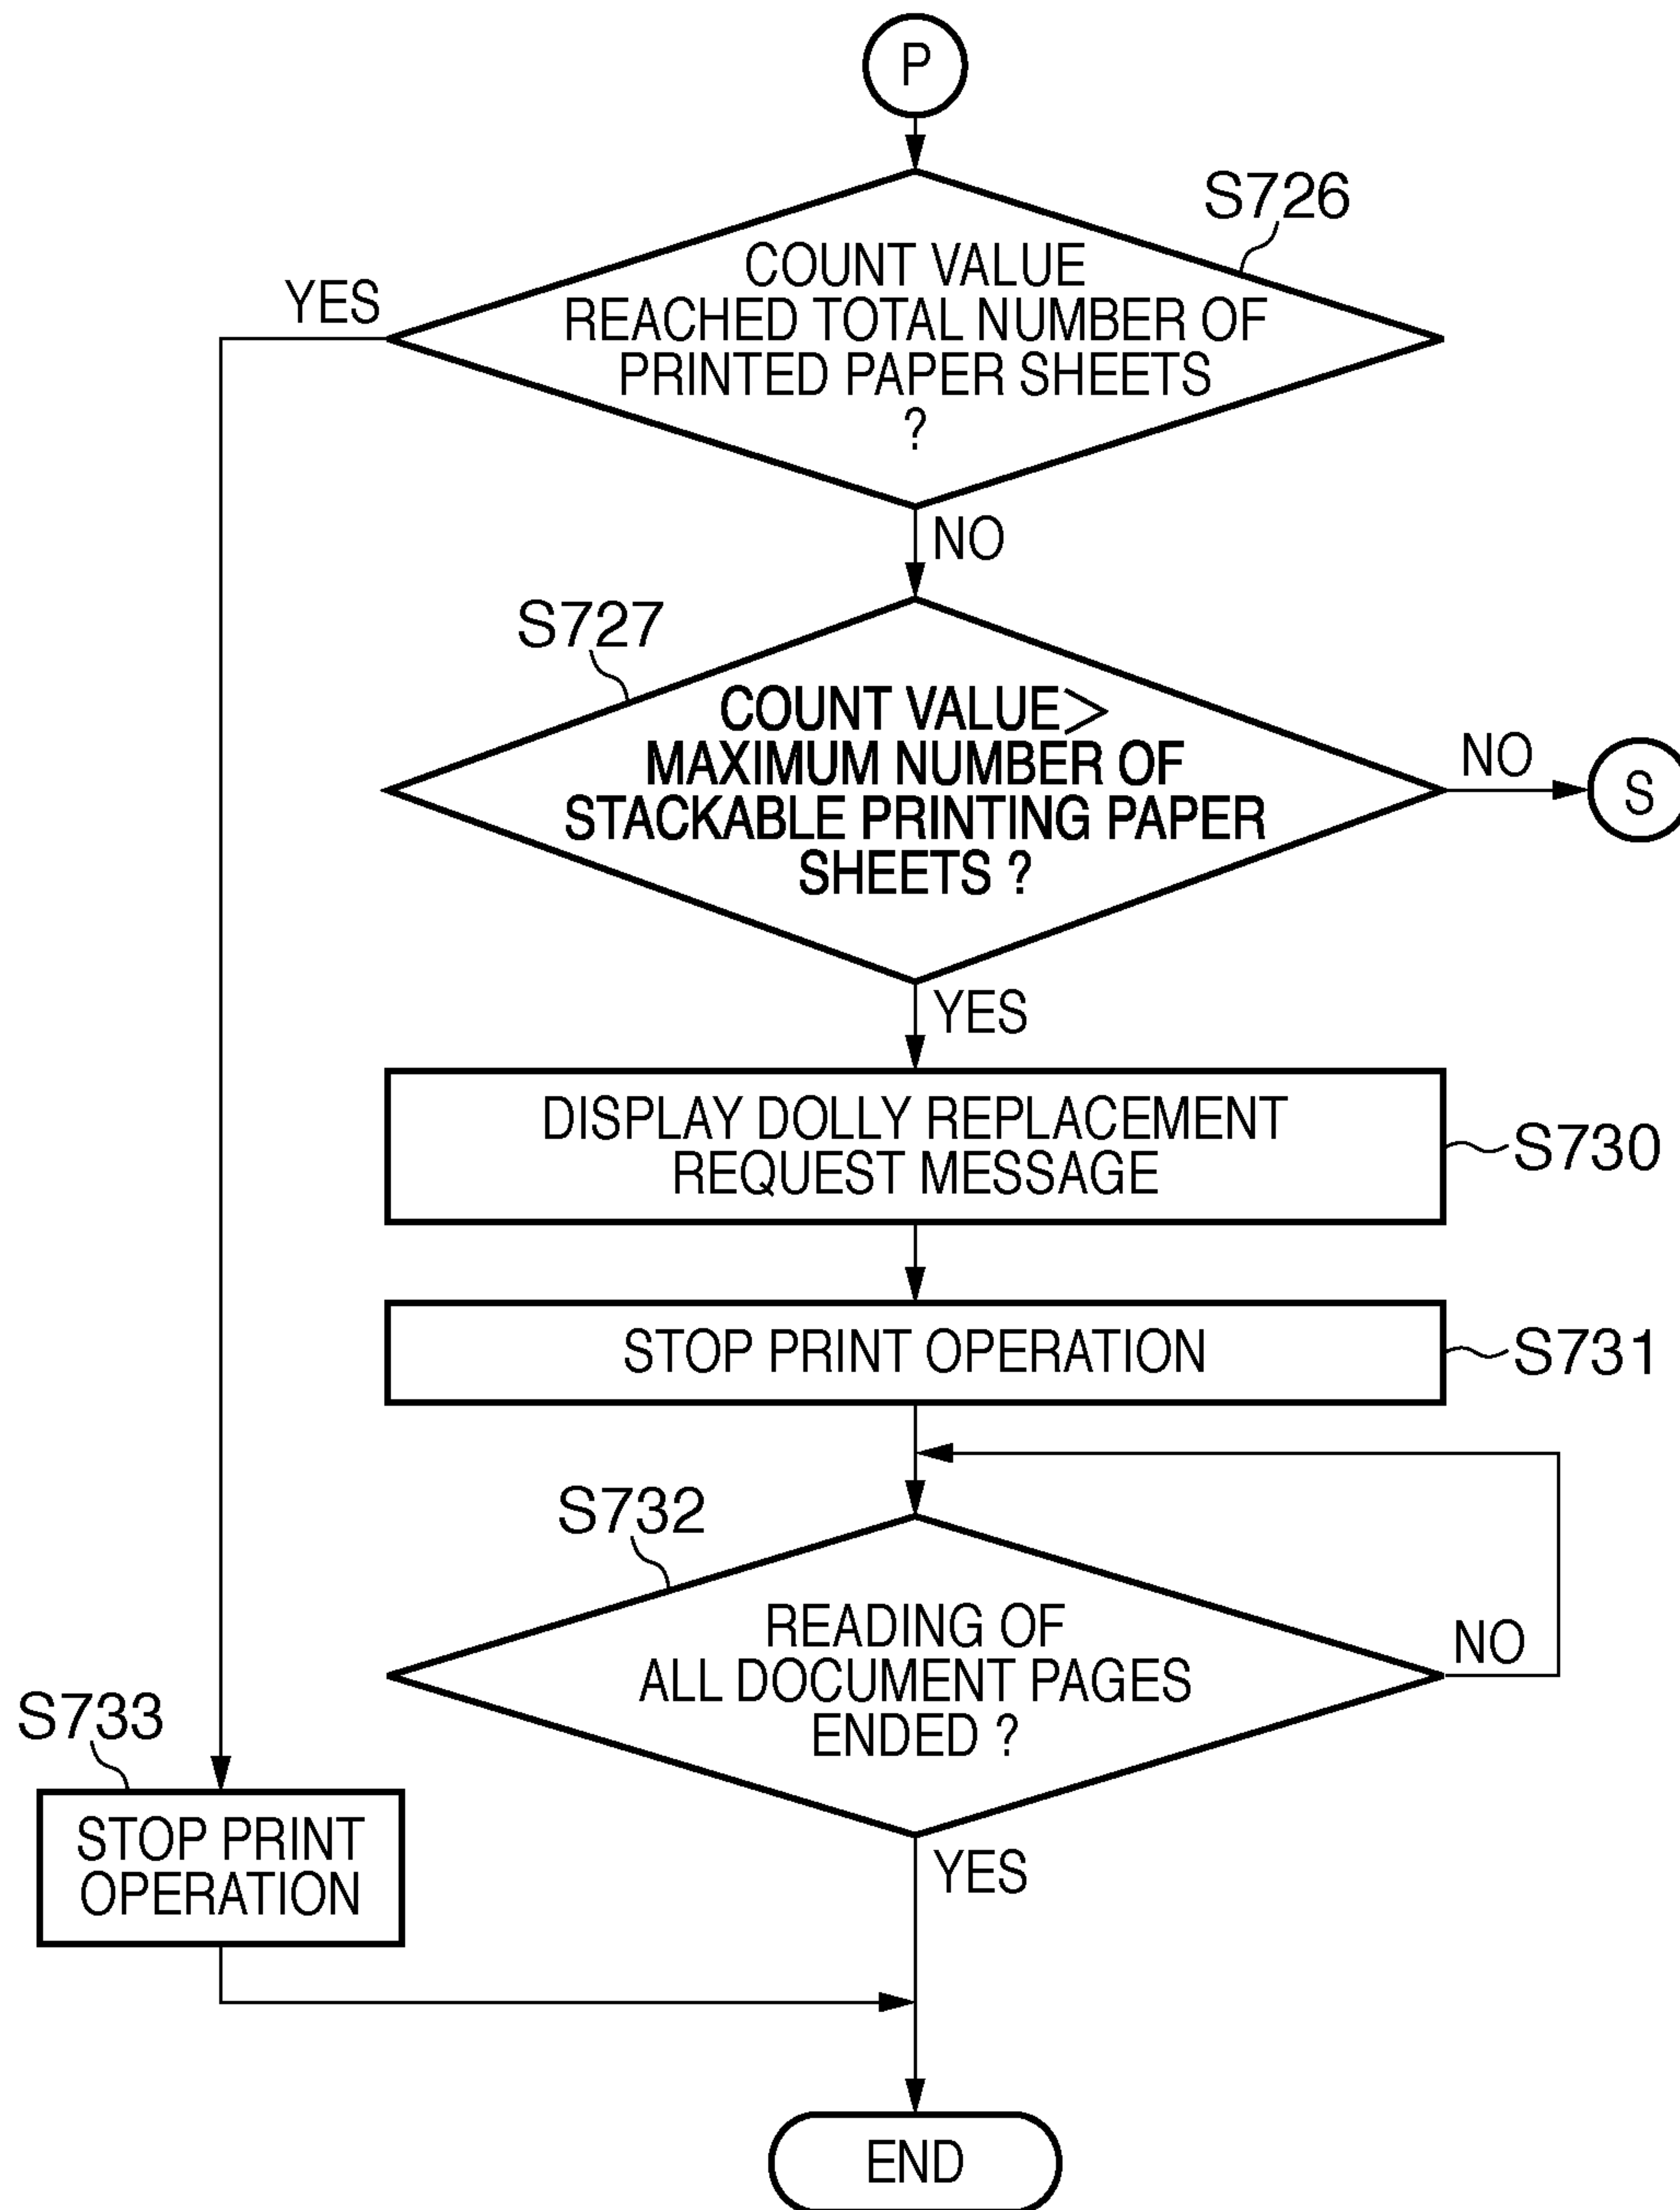 P
S726
COUNT VALUE
REACHED TOTAL NUMBER OF
PRINTED PAPER SHEETS
?
YES
NO
S727
COUNT VALUE>
MAXIMUM NUMBER OF
STACKABLE PRINTING PAPER
SHEETS ?
NO
S
YES
DISPLAY DOLLY REPLACEMENT
REQUEST MESSAGE
S730
STOP PRINT OPERATION
S731
S732
READING OF
ALL DOCUMENT PAGES
ENDED ?
NO
S733
STOP PRINT
OPERATION
YES
END